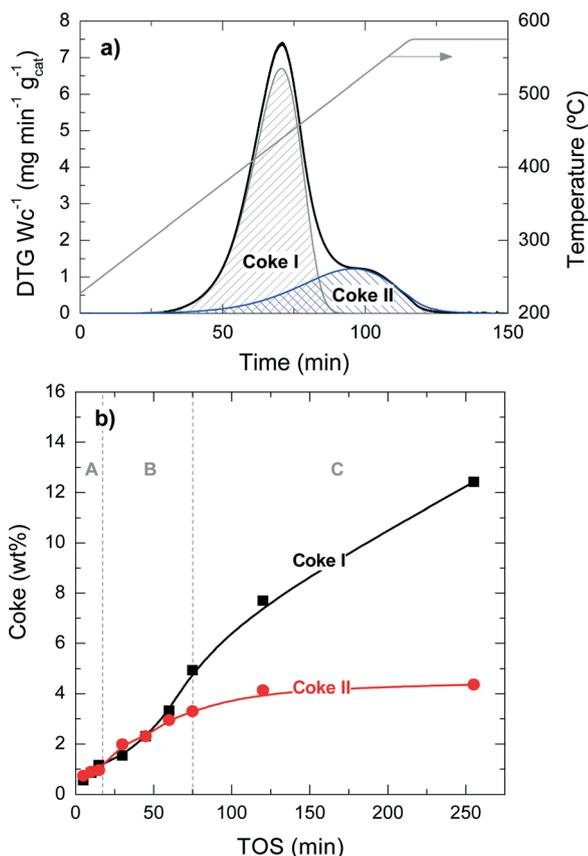 a)
DTG Wc⁻¹ (mg min⁻¹ g⁻¹cat)
8
7
6
5
4
3
2
1
0
Coke I
Coke II
600
500
400
300
200
Temperature (ºC)
0 50 100 150
Time (min)
b)
Coke (wt%)
16
14
12
10
8
6
4
2
0
A B C
Coke I
Coke II
0 50 100 150 200 250
TOS (min)